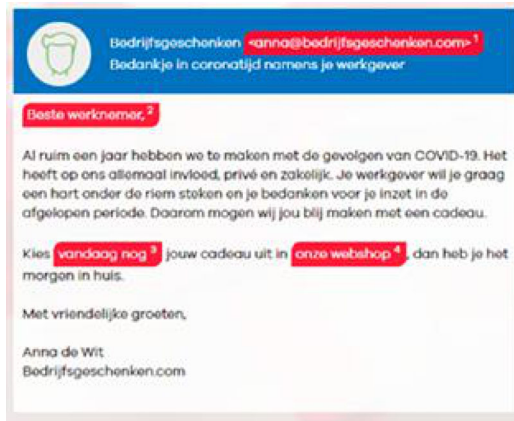 Bedrijfsgeschenken <anna@bedrijfsgeschenken.com> 1
Bedankje in coronatijd namens je werkgever
Beste werknemer, 2
Al ruim een jaar hebben we te maken met de gevolgen van COVID-19. Het
heeft op ons allemaal invloed, privé en zakelijk. Je werkgever wil je graag
een hart onder de riem steken en je bedanken voor je inzet in de
afgelopen periode. Daarom mogen wij jou blij maken met een cadeau.
Kies vandaag nog 3 jouw cadeau uit in onze webshop 4, dan heb je het
morgen in huis.
Met vriendelijke groeten,
Anna de Wit
Bedrijfsgeschenken.com